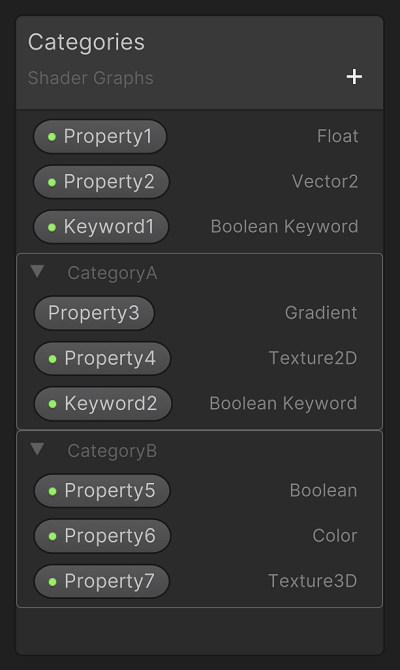 Categories
Shader Graphs
Property1 Float
Property2 Vector2
Keyword1 Boolean Keyword
CategoryA
Property3 Gradient
Property4 Texture2D
Keyword2 Boolean Keyword
CategoryB
Property5 Boolean
Property6 Color
Property7 Texture3D